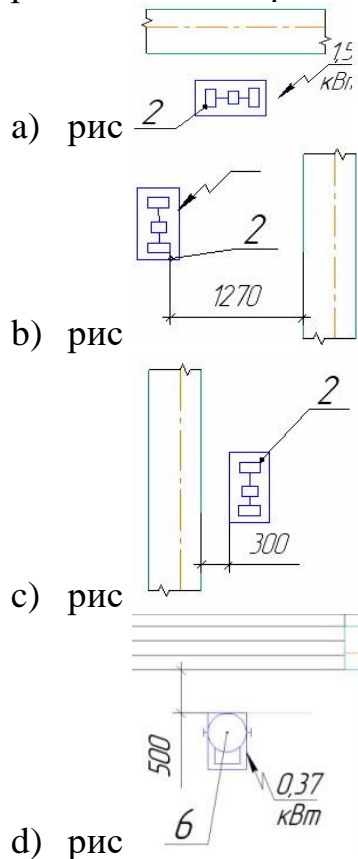 1,5
кВт
2
a) рис
2
1270
b) рис
2
300
c) рис
500
0,37
кВт
6
d) рис